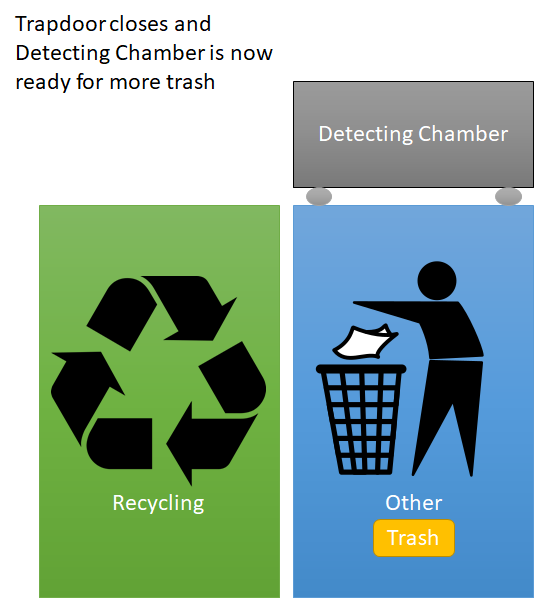 Trapdoor closes and
Detecting Chamber is now
ready for more trash
Detecting Chamber
Recycling
Other
Trash